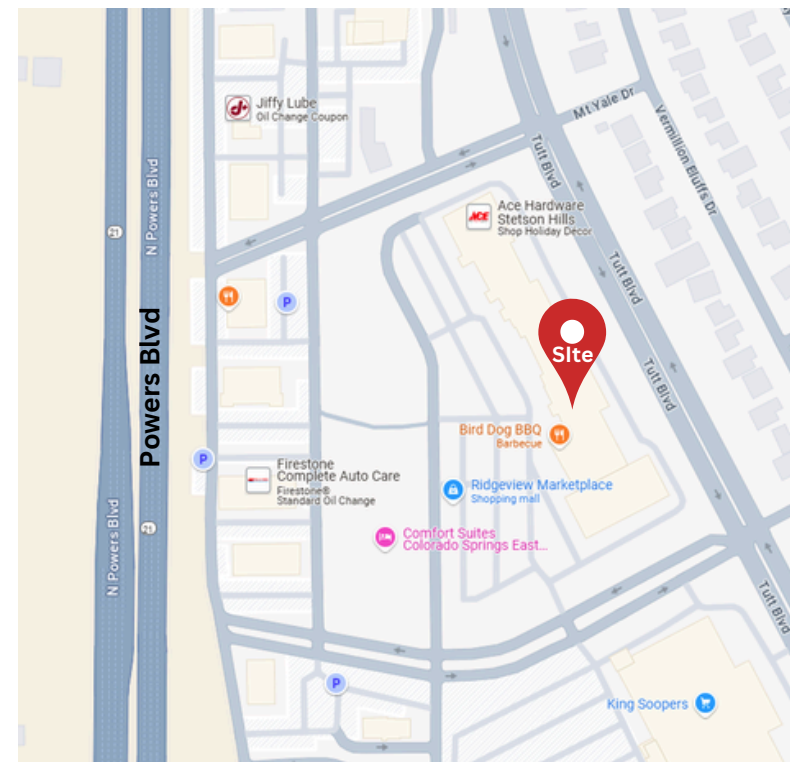 Jiffy Lube
Oil Change Coupon
Mt Yale Dr
Vermillion Bluffs Dr
Tutt Blvd
N Powers Blvd
ACE
Ace Hardware
Stetson Hills
Shop Holiday Decor
21
Tutt Blvd
P
SIte
Powers Blvd
Tutt Blvd
Bird Dog BBQ
Barbecue
P
Firestone
Complete Auto Care
Firestone®
Standard Oil Change
Ridgeview Marketplace
Shopping mall
N Powers Blvd
21
Comfort Suites
Colorado Springs East...
Tutt Blvd
P
King Soopers